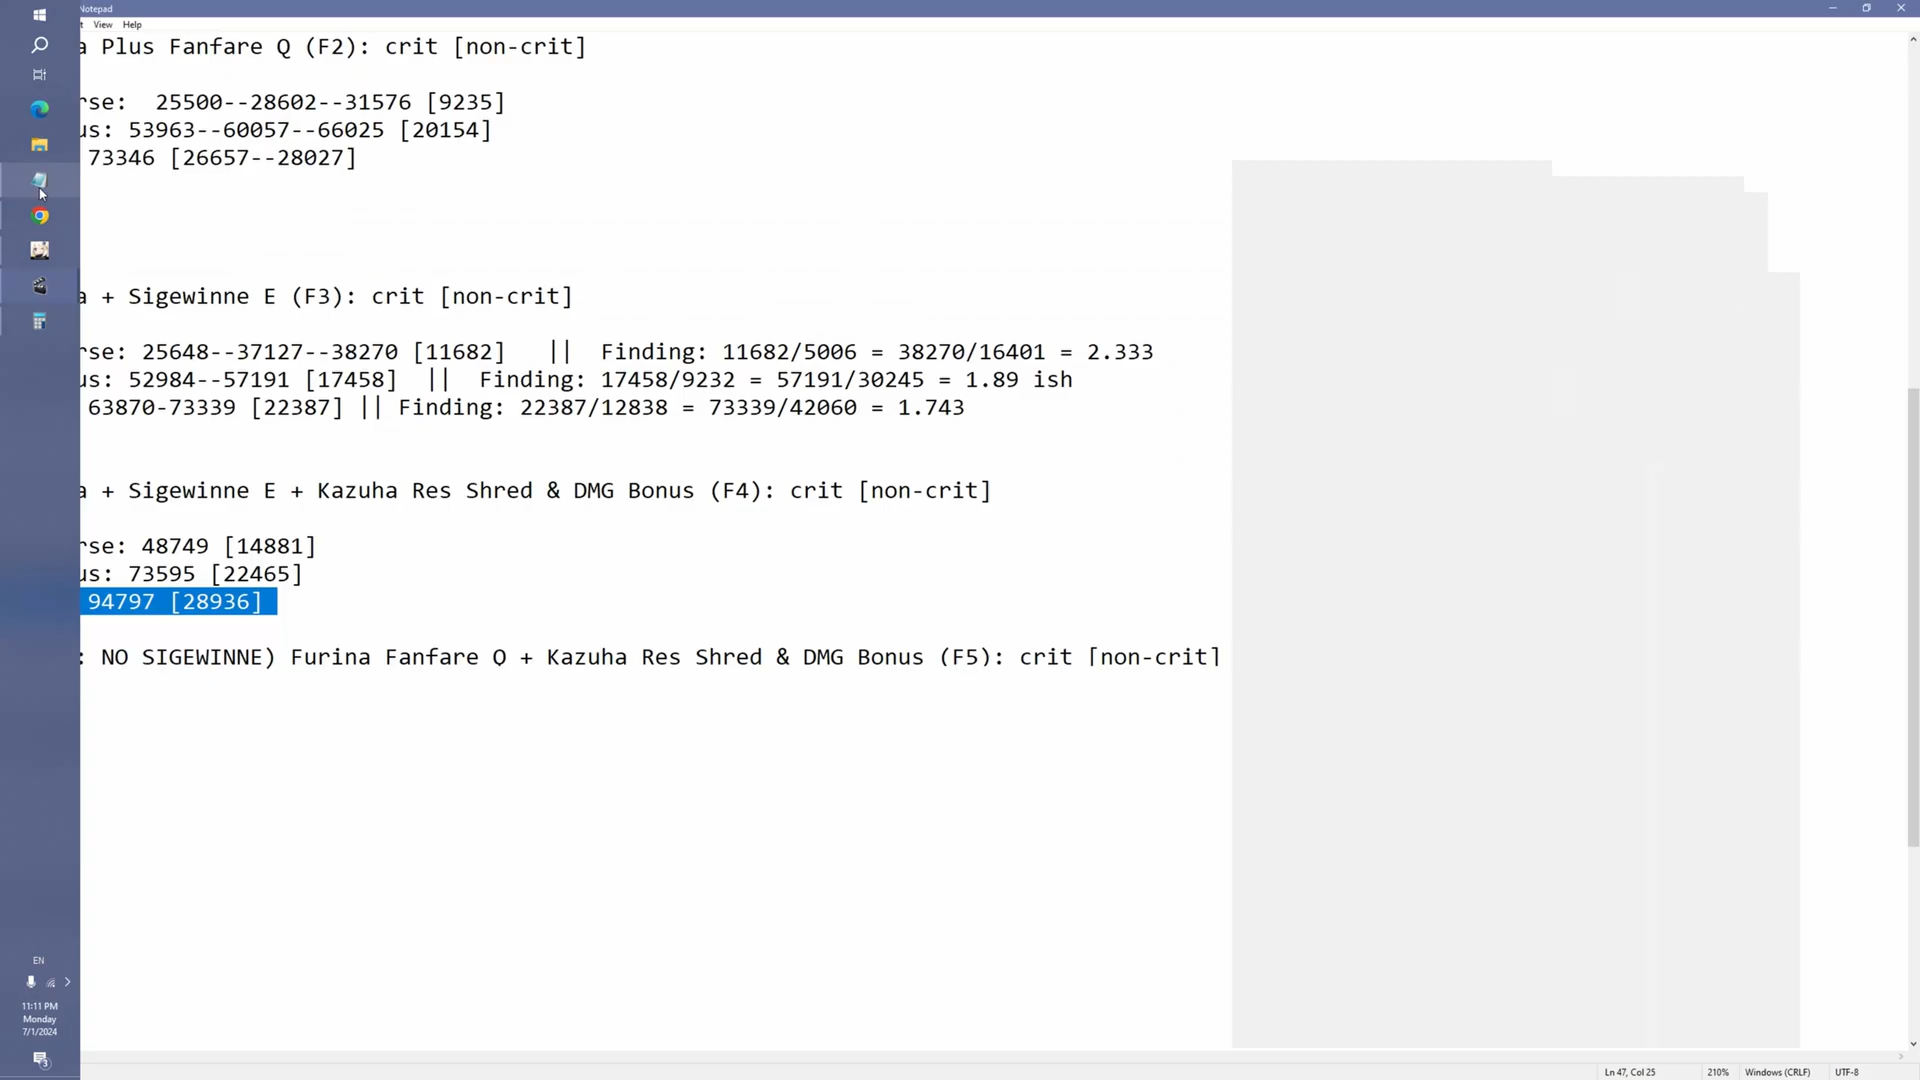 Notepad
View Help
a Plus Fanfare Q (F2): crit [non-crit]
rse: 25500--28602--31576 [9235]
us: 53963--60057--66025 [20154]
73346 [26657--28027]
a + Sigewinne E (F3): crit [non-crit]
rse: 25648--37127--38270 [11682] || Finding: 11682/5006 = 38270/16401 = 2.333
us: 52984--57191 [17458] || Finding: 17458/9232 = 57191/30245 = 1.89 ish
63870-73339 [22387] || Finding: 22387/12838 = 73339/42060 = 1.743
a + Sigewinne E + Kazuha Res Shred & DMG Bonus (F4): crit [non-crit]
rse: 48749 [14881]
us: 73595 [22465]
94797 [28936]
: NO SIGEWINNE) Furina Fanfare Q + Kazuha Res Shred & DMG Bonus (F5): crit [non-crit]
EN
11:11 PM
Monday
7/1/2024
3
Ln 47, Col 25 210% Windows (CRLF) UTF-8